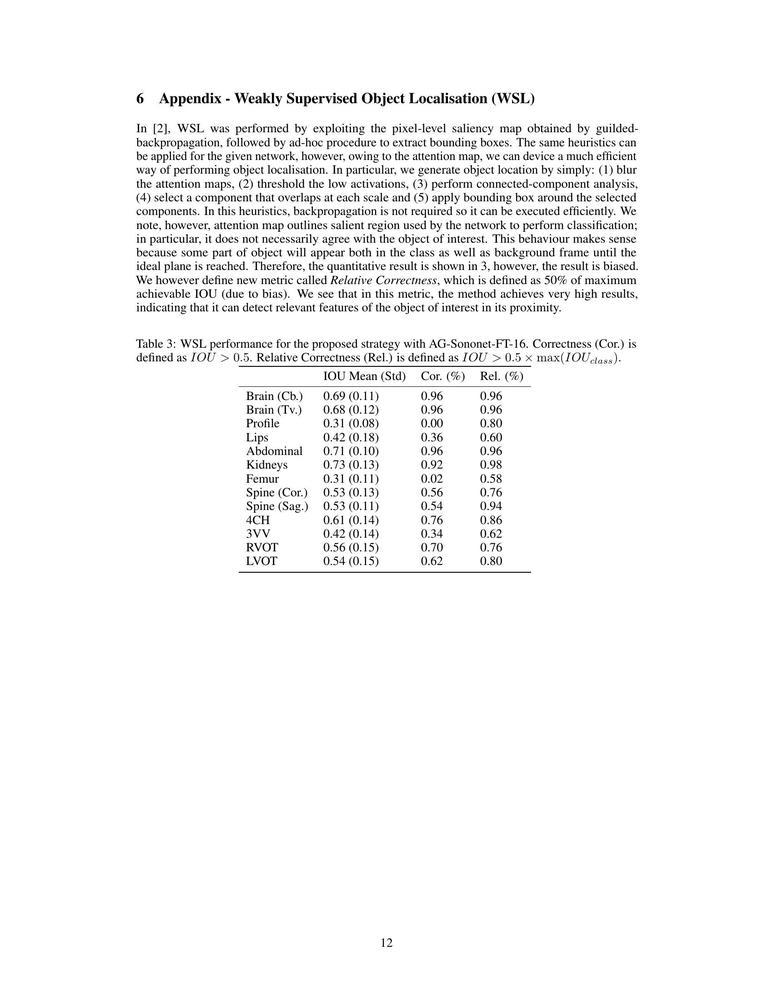 6 Appendix - Weakly Supervised Object Localisation (WSL)
In [2], WSL was performed by exploiting the pixel-level saliency map obtained by guilded-
backpropagation, followed by ad-hoc procedure to extract bounding boxes. The same heuristics can
be applied for the given network, however, owing to the attention map, we can device a much efficient
way of performing object localisation. In particular, we generate object location by simply: (1) blur
the attention maps, (2) threshold the low activations, (3) perform connected-component analysis,
(4) select a component that overlaps at each scale and (5) apply bounding box around the selected
components. In this heuristics, backpropagation is not required so it can be executed efficiently. We
note, however, attention map outlines salient region used by the network to perform classification;
in particular, it does not necessarily agree with the object of interest. This behaviour makes sense
because some part of object will appear both in the class as well as background frame until the
ideal plane is reached. Therefore, the quantitative result is shown in 3, however, the result is biased.
We however define new metric called Relative Correctness, which is defined as 50% of maximum
achievable IOU (due to bias). We see that in this metric, the method achieves very high results,
indicating that it can detect relevant features of the object of interest in its proximity.
Table 3: WSL performance for the proposed strategy with AG-Sononet-FT-16. Correctness (Cor.) is
defined as IOU > 0.5. Relative Correctness (Rel.) is defined as IOU > 0.5 × max(IOU_class).
IOU Mean (Std) Cor. (%) Rel. (%)
Brain (Cb.) 0.69 (0.11) 0.96 0.96
Brain (Tv.) 0.68 (0.12) 0.96 0.96
Profile 0.31 (0.08) 0.00 0.80
Lips 0.42 (0.18) 0.36 0.60
Abdominal 0.71 (0.10) 0.96 0.96
Kidneys 0.73 (0.13) 0.92 0.98
Femur 0.31 (0.11) 0.02 0.58
Spine (Cor.) 0.53 (0.13) 0.56 0.76
Spine (Sag.) 0.53 (0.11) 0.54 0.94
4CH 0.61 (0.14) 0.76 0.86
3VV 0.42 (0.14) 0.34 0.62
RVOT 0.56 (0.15) 0.70 0.76
LVOT 0.54 (0.15) 0.62 0.80
12